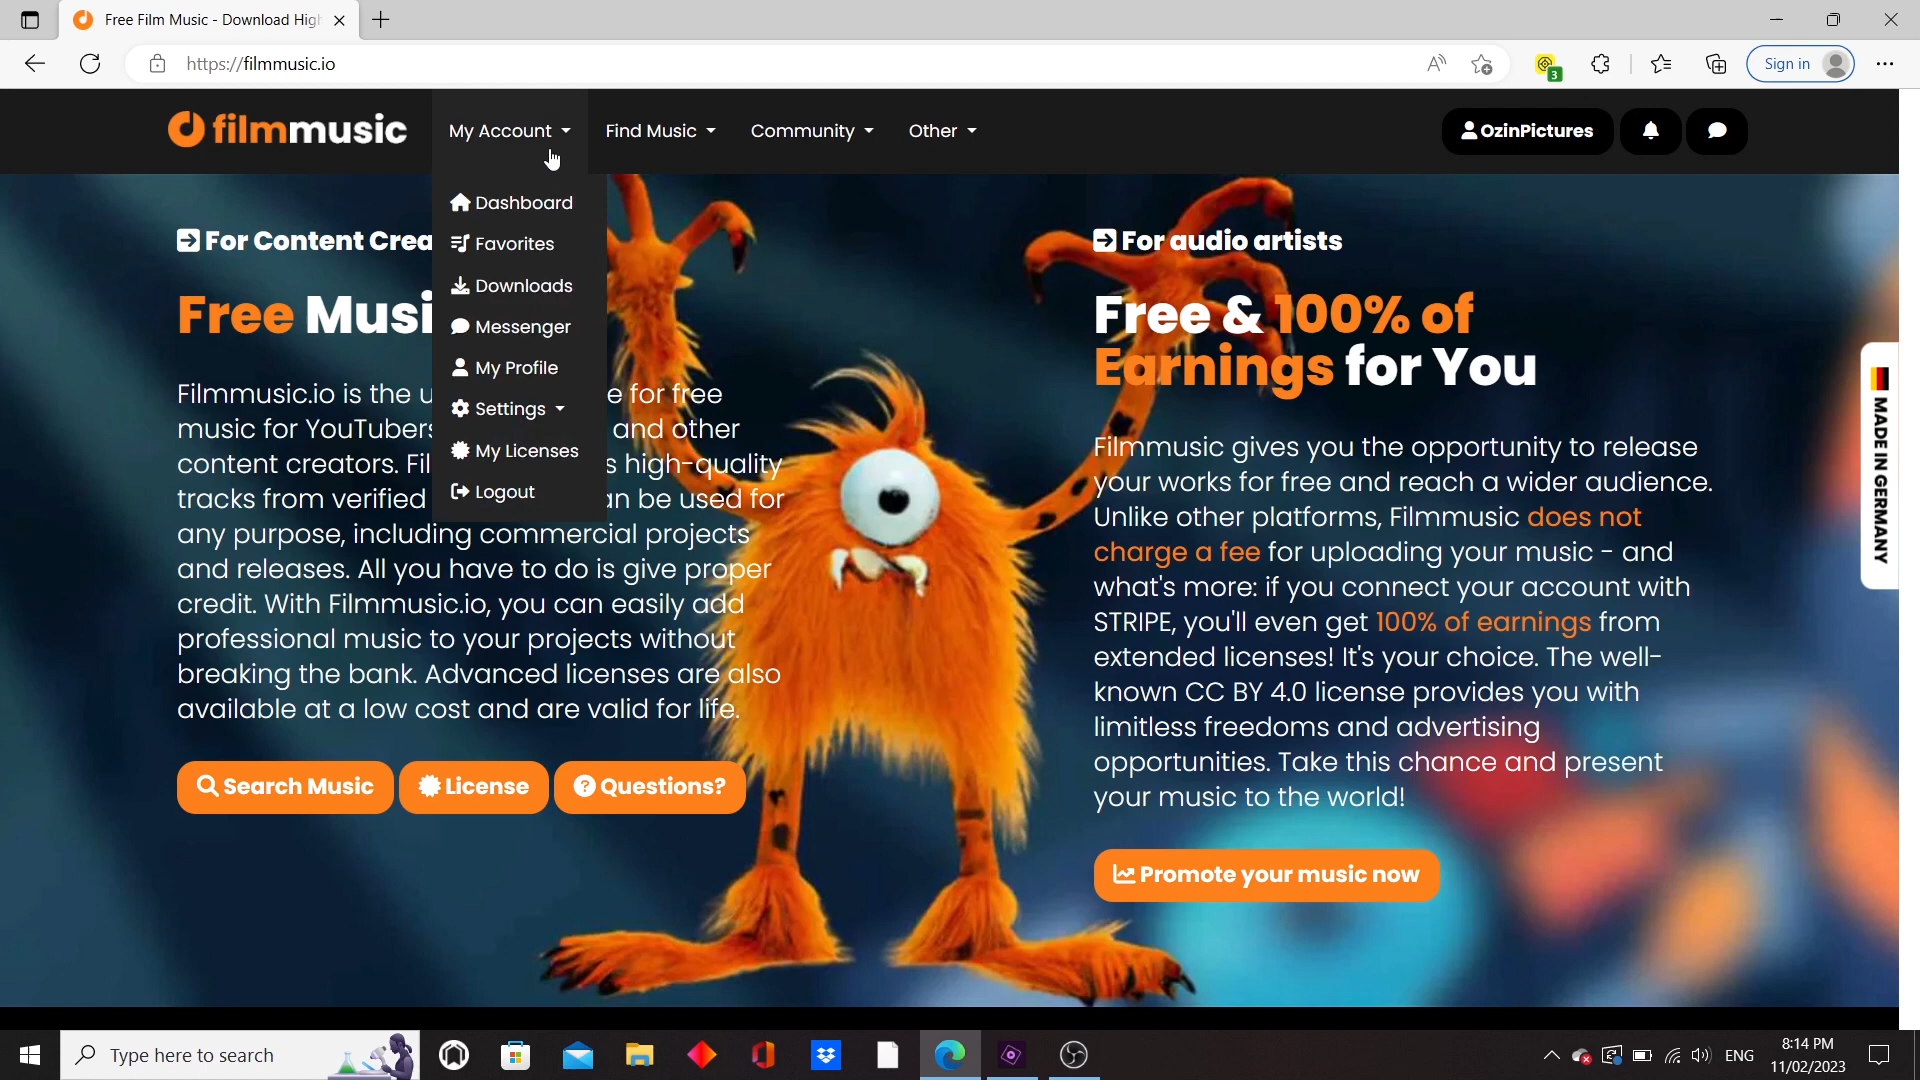 Free Film Music - Download High
https://filmmusic.io
3
Sign in
filmmusic
My Account
Find Music
Community
Other
OzinPictures
Dashboard
Favorites
Downloads
Messenger
My Profile
Settings
My Licenses
Logout
For Content Crea
Free Musi
Filmmusic.io is the u e for free
music for YouTubers and other
content creators. Fil s high-quality
tracks from verified an be used for
any purpose, including commercial projects
and releases. All you have to do is give proper
credit. With Filmmusic.io, you can easily add
professional music to your projects without
breaking the bank. Advanced licenses are also
available at a low cost and are valid for life.
Search Music
License
Questions?
For audio artists
Free & 100% of
Earnings for You
Filmmusic gives you the opportunity to release
your works for free and reach a wider audience.
Unlike other platforms, Filmmusic does not
charge a fee for uploading your music - and
what's more: if you connect your account with
STRIPE, you'll even get 100% of earnings from
extended licenses! It's your choice. The well-
known CC BY 4.0 license provides you with
limitless freedoms and advertising
opportunities. Take this chance and present
your music to the world!
Promote your music now
MADE IN GERMANY
Type here to search
ENG
8:14 PM
11/02/2023